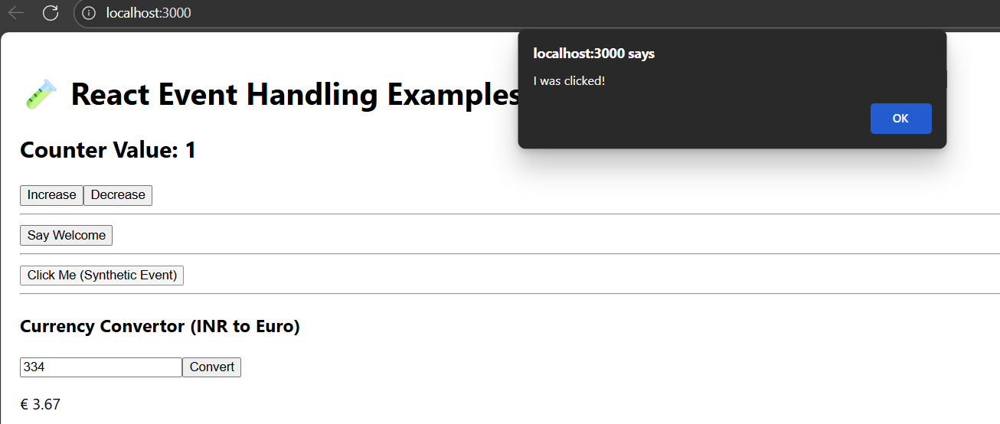 localhost:3000
localhost:3000 says
I was clicked!
OK
React Event Handling Examples
Counter Value: 1
Increase Decrease
Say Welcome
Click Me (Synthetic Event)
Currency Convertor (INR to Euro)
334 Convert
€ 3.67